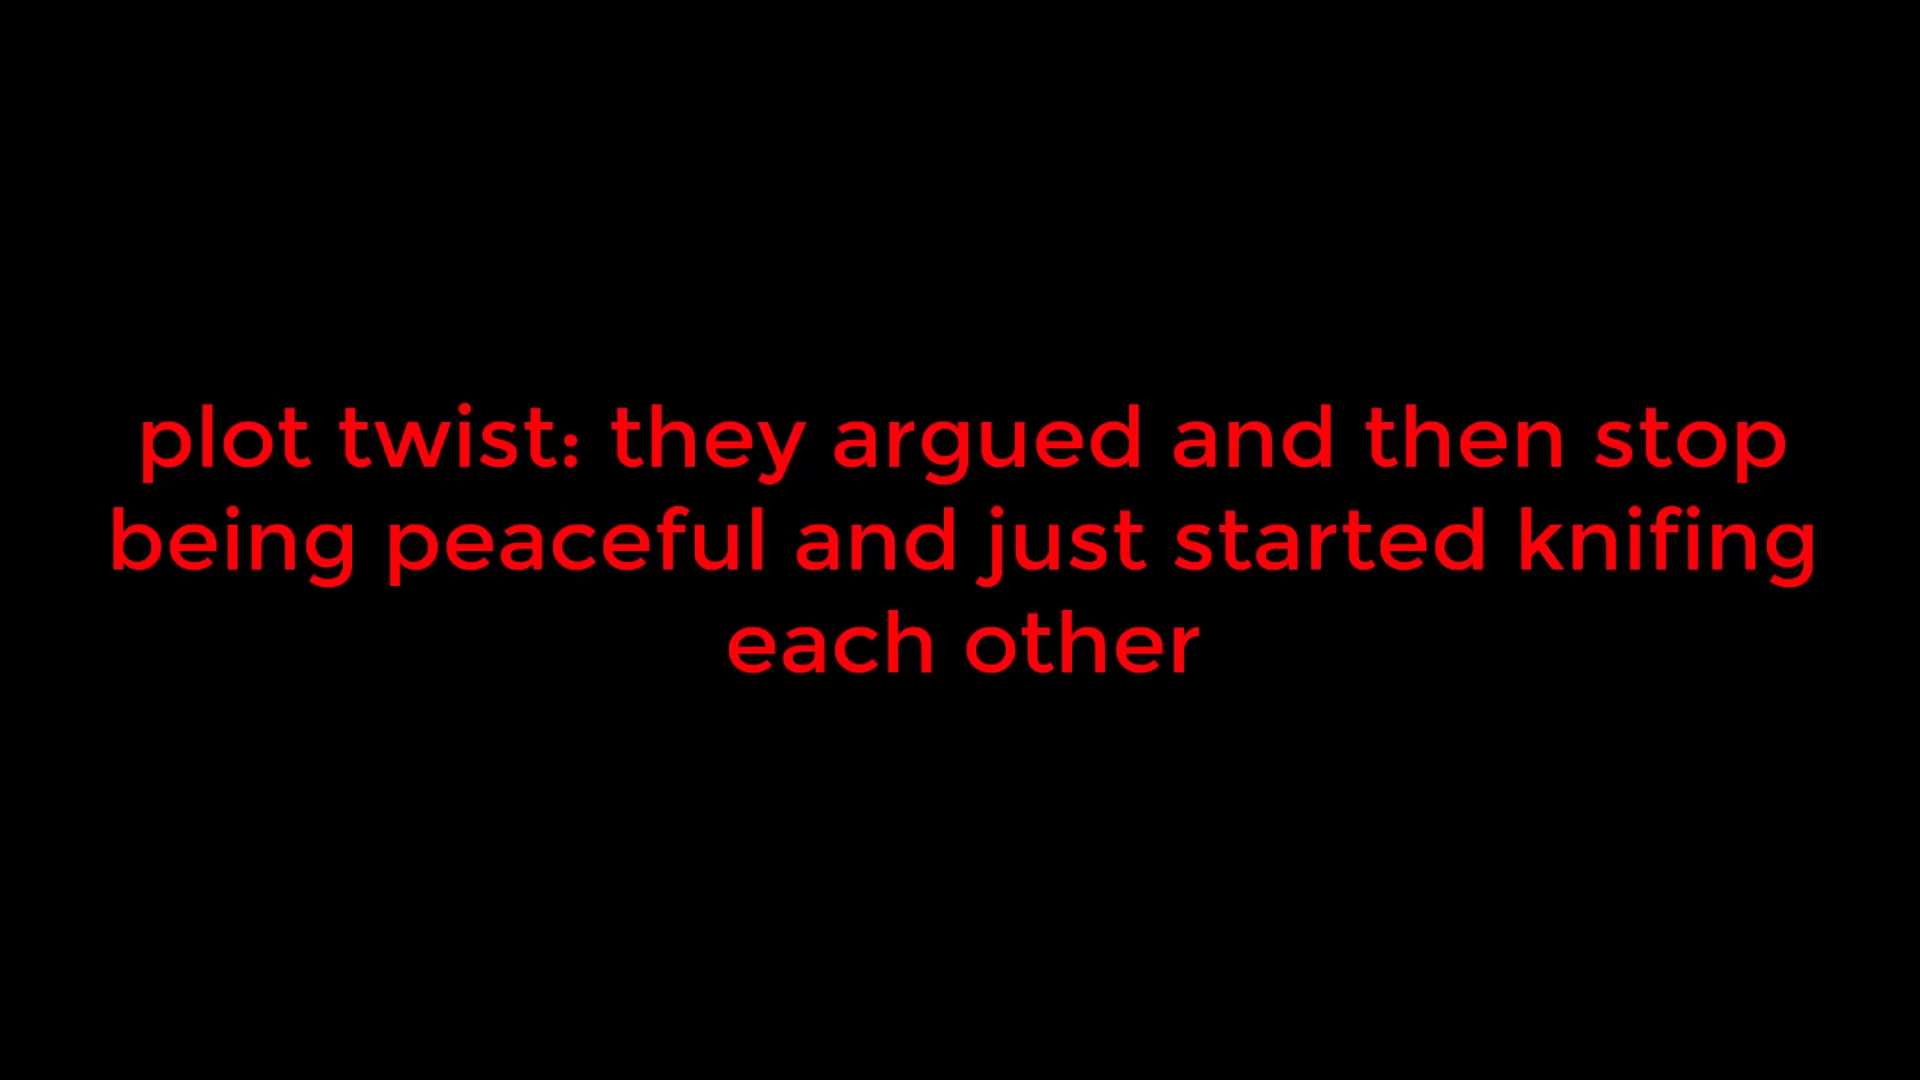 plot twist: they argued and then stop
being peaceful and just started knifing
each other